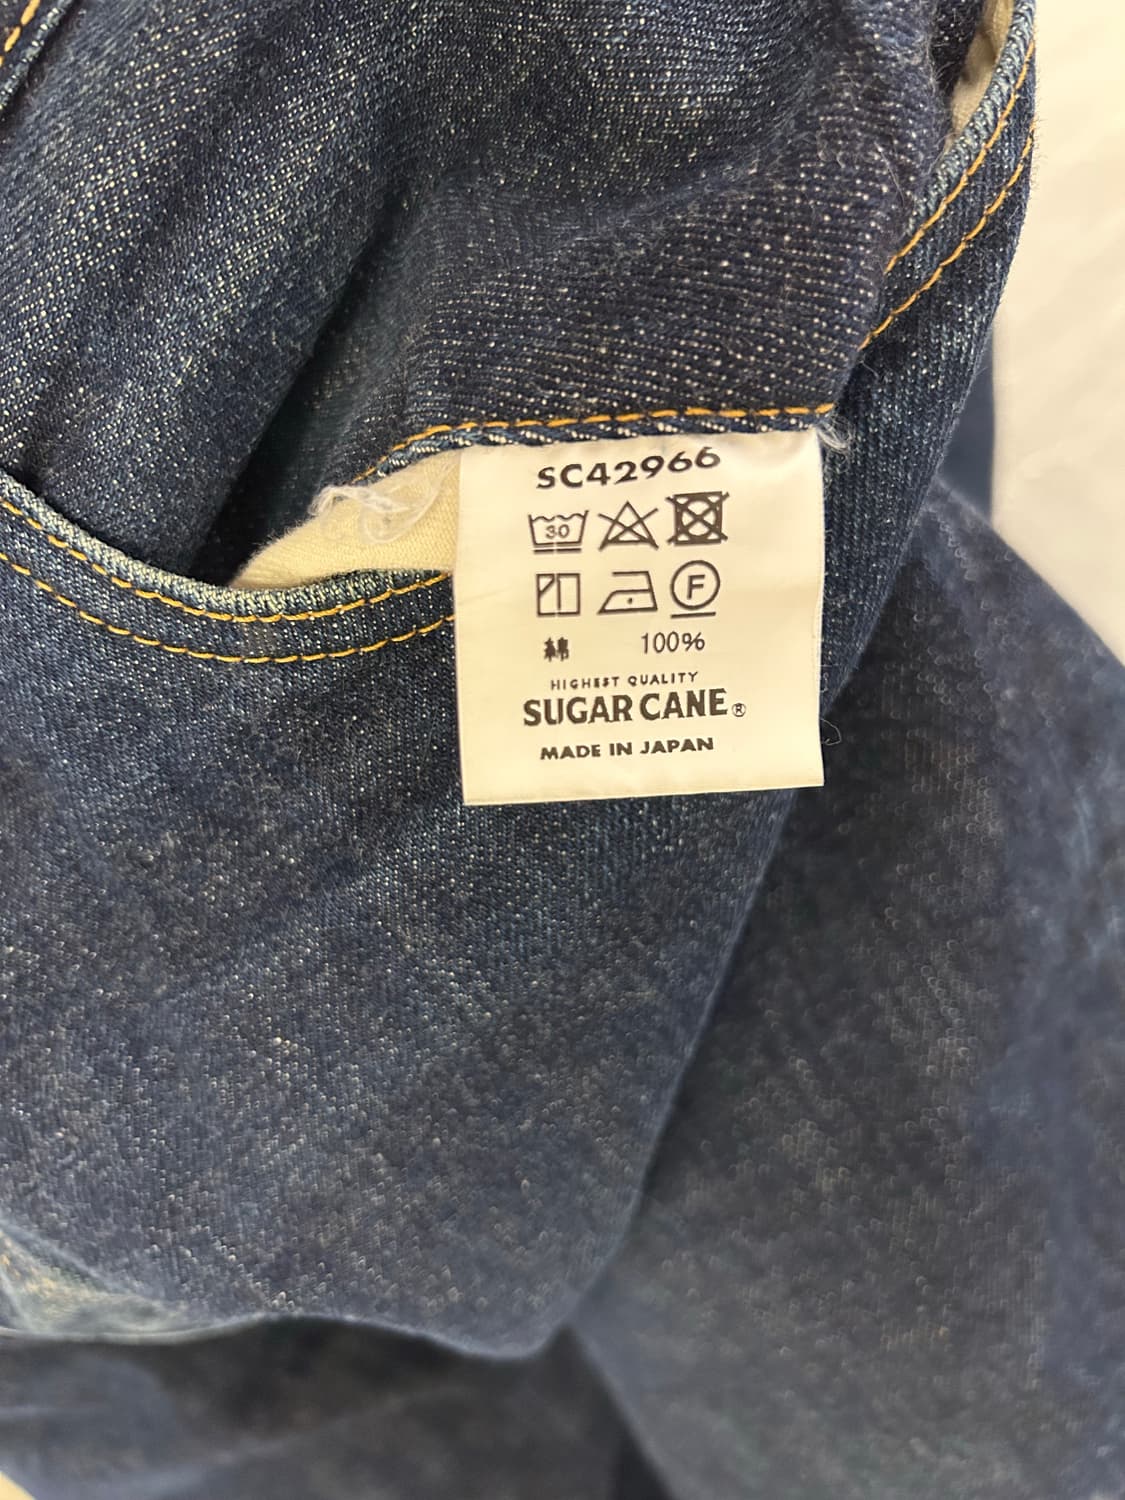 SC42966
30
F
綿 100%
HIGHEST QUALITY
SUGAR CANE®
MADE IN JAPAN